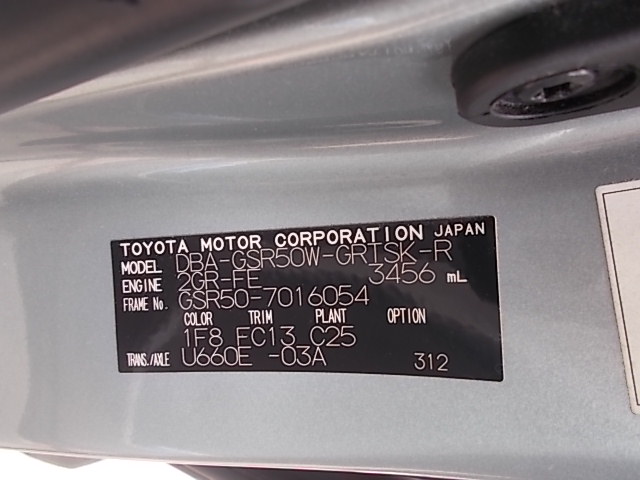 TOYOTA MOTOR CORPORATION JAPAN
MODEL DBA-GSR50W-GRTSK-R
ENGINE 2GR-FE 3456 mL
FRAME No. GSR50-7016054
COLOR TRIM PLANT OPTION
1F8 FC13 C25
TRANS./AXLE U660E -03A 312